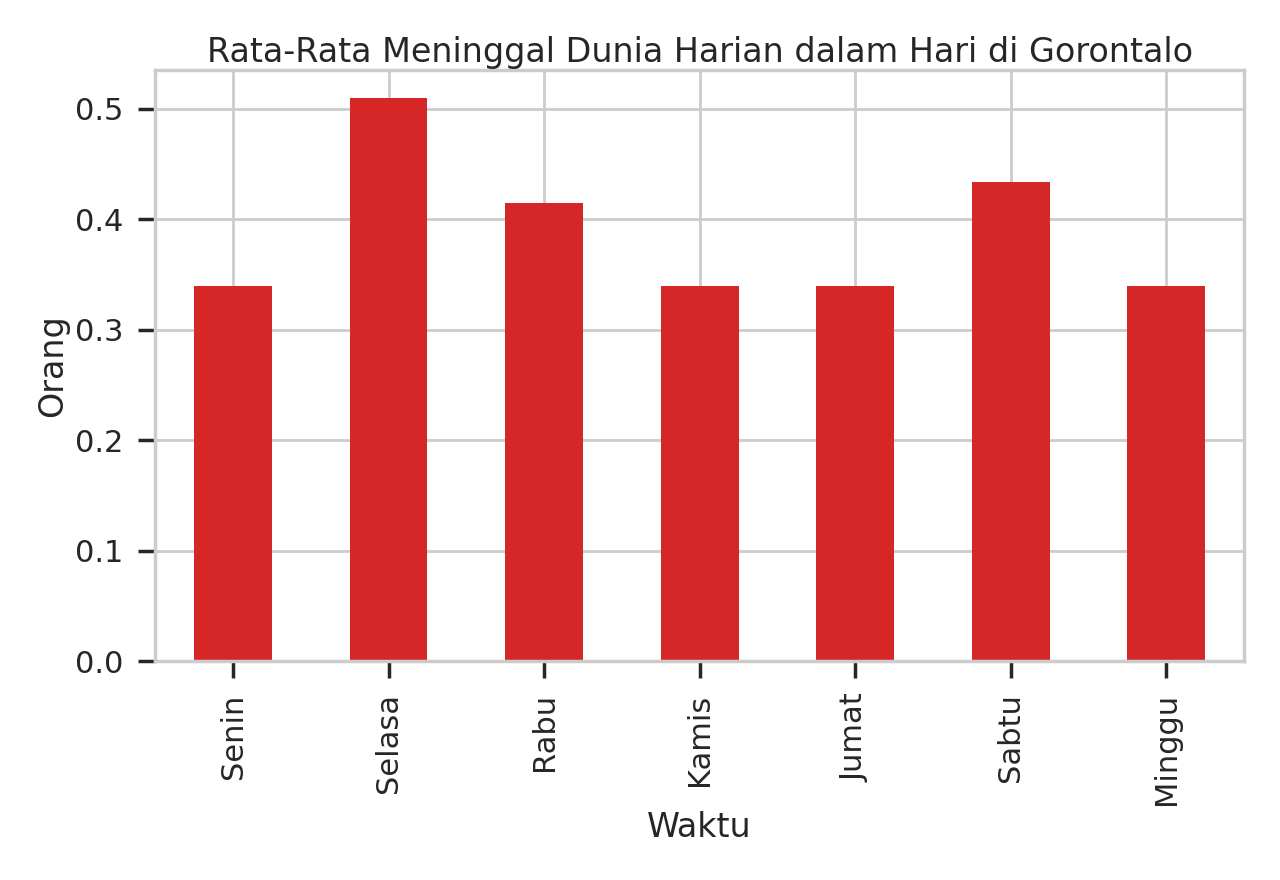 Rata-Rata Meninggal Dunia Harian dalam Hari di Gorontalo
Orang
0.5
0.4
0.3
0.2
0.1
0.0
Senin
Selasa
Rabu
Kamis
Jumat
Sabtu
Minggu
Waktu